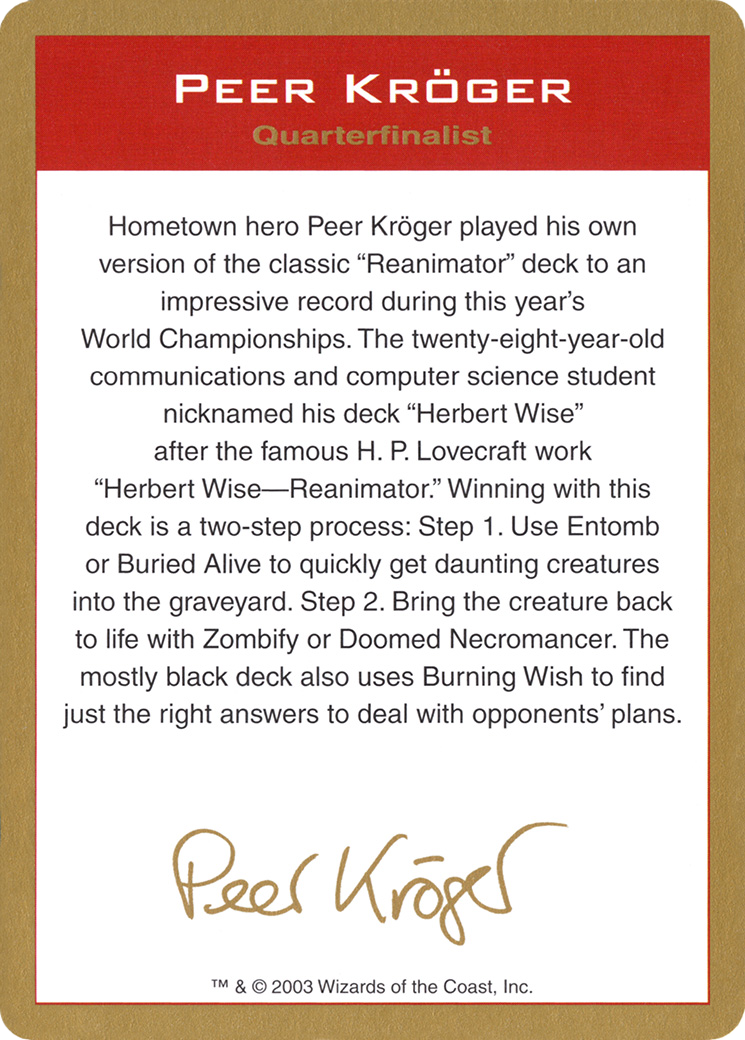 PEER KRÖGER
Quarterfinalist
Hometown hero Peer Kröger played his own
version of the classic “Reanimator” deck to an
impressive record during this year’s
World Championships. The twenty-eight-year-old
communications and computer science student
nicknamed his deck “Herbert Wise”
after the famous H. P. Lovecraft work
“Herbert Wise—Reanimator.” Winning with this
deck is a two-step process: Step 1. Use Entomb
or Buried Alive to quickly get daunting creatures
into the graveyard. Step 2. Bring the creature back
to life with Zombify or Doomed Necromancer. The
mostly black deck also uses Burning Wish to find
just the right answers to deal with opponents’ plans.
Peer Kröger
™ & © 2003 Wizards of the Coast, Inc.